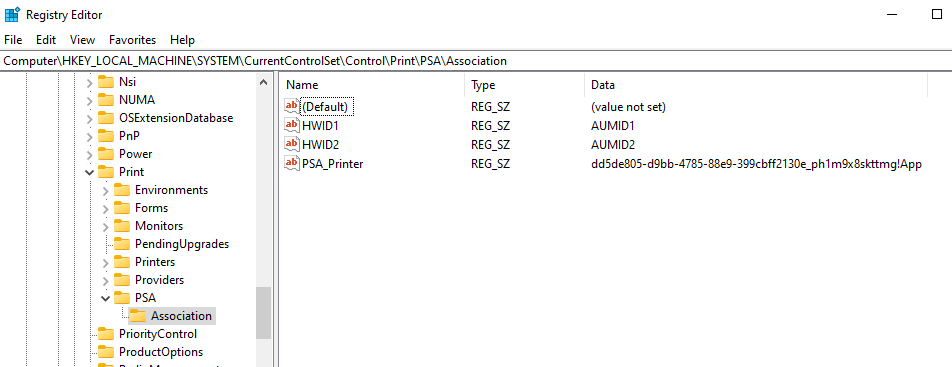 Registry Editor
File Edit View Favorites Help
Computer\HKEY_LOCAL_MACHINE\SYSTEM\CurrentControlSet\Control\Print\PSA\Association
Nsi
NUMA
OSExtensionDatabase
PnP
Power
Print
Environments
Forms
Monitors
PendingUpgrades
Printers
Providers
PSA
Association
PriorityControl
ProductOptions
Name Type Data
ab (Default) REG_SZ (value not set)
ab HWID1 REG_SZ AUMID1
ab HWID2 REG_SZ AUMID2
ab PSA_Printer REG_SZ dd5de805-d9bb-4785-88e9-399cbff2130e_ph1m9x8skttmg!App